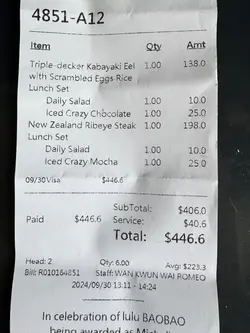 4851-A12
Item Qty Amt
Triple-decker Kabayaki Eel 1.00 138.0
with Scrambled Eggs Rice
Lunch Set
Daily Salad 1.00 10.0
Iced Crazy Chocolate 1.00 25.0
New Zealand Ribeye Steak 1.00 198.0
Lunch Set
Daily Salad 1.00 10.0
Iced Crazy Mocha 1.00 25.0
09/30 Visa $446.6
SubTotal: $406.0
Paid $446.6 Service: $40.6
Total: $446.6
Head: 2 Qty: 6.00 Avg: $223.3
Bill: R010164851 Staff: WAN KWUN WAI ROMEO
2024/09/30 13:11 - 14:24
In celebration of lulu BAOBAO
being awarded as